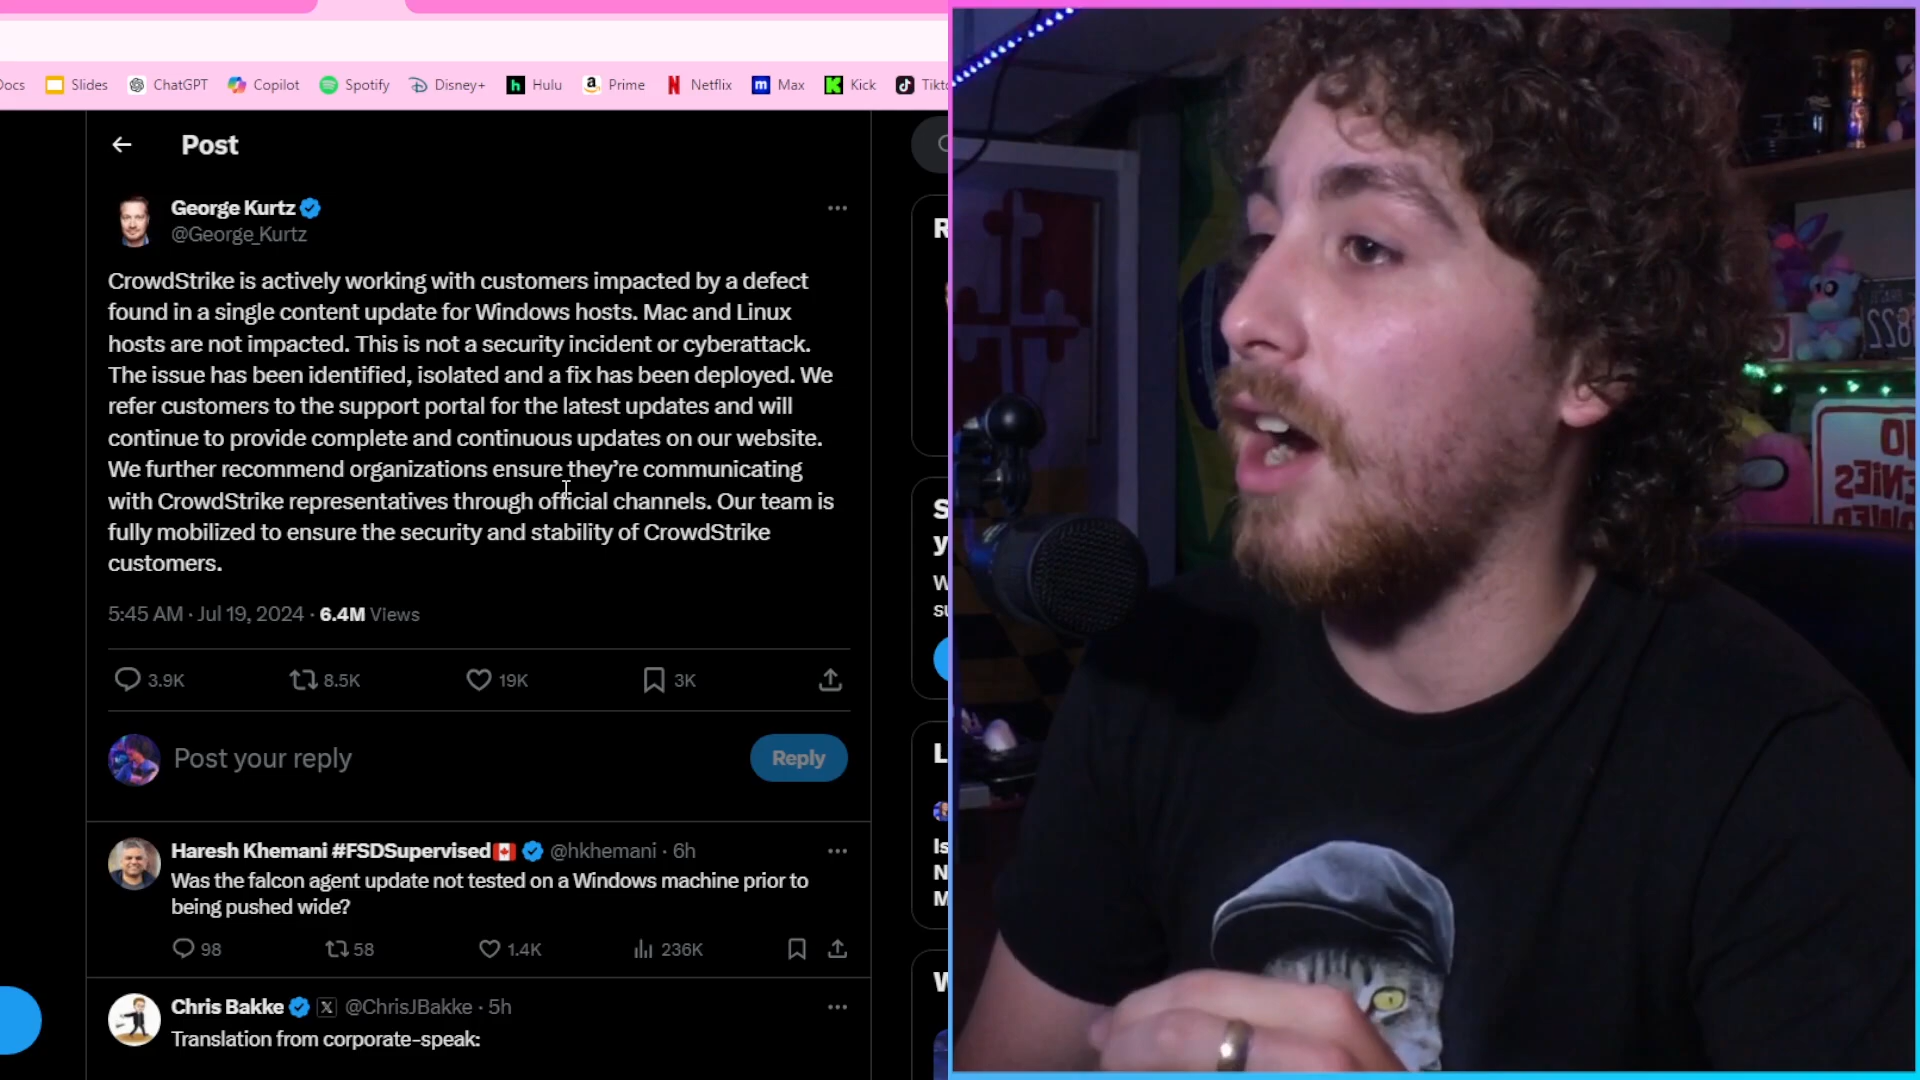 Docs Slides ChatGPT Copilot Spotify Disney+ Hulu Prime Netflix Max Kick
Post
George Kurtz
@George_Kurtz
CrowdStrike is actively working with customers impacted by a defect
found in a single content update for Windows hosts. Mac and Linux
hosts are not impacted. This is not a security incident or cyberattack.
The issue has been identified, isolated and a fix has been deployed. We
refer customers to the support portal for the latest updates and will
continue to provide complete and continuous updates on our website.
We further recommend organizations ensure they’re communicating
with CrowdStrike representatives through official channels. Our team is
fully mobilized to ensure the security and stability of CrowdStrike
customers.
5:45 AM · Jul 19, 2024 · 6.4M Views
3.9K 8.5K 19K 3K
Post your reply Reply
Haresh Khemani #FSDSupervised @hkhemani · 6h
Was the falcon agent update not tested on a Windows machine prior to
being pushed wide?
98 58 1.4K 236K
Chris Bakke X @ChrisJBakke · 5h
Translation from corporate-speak: